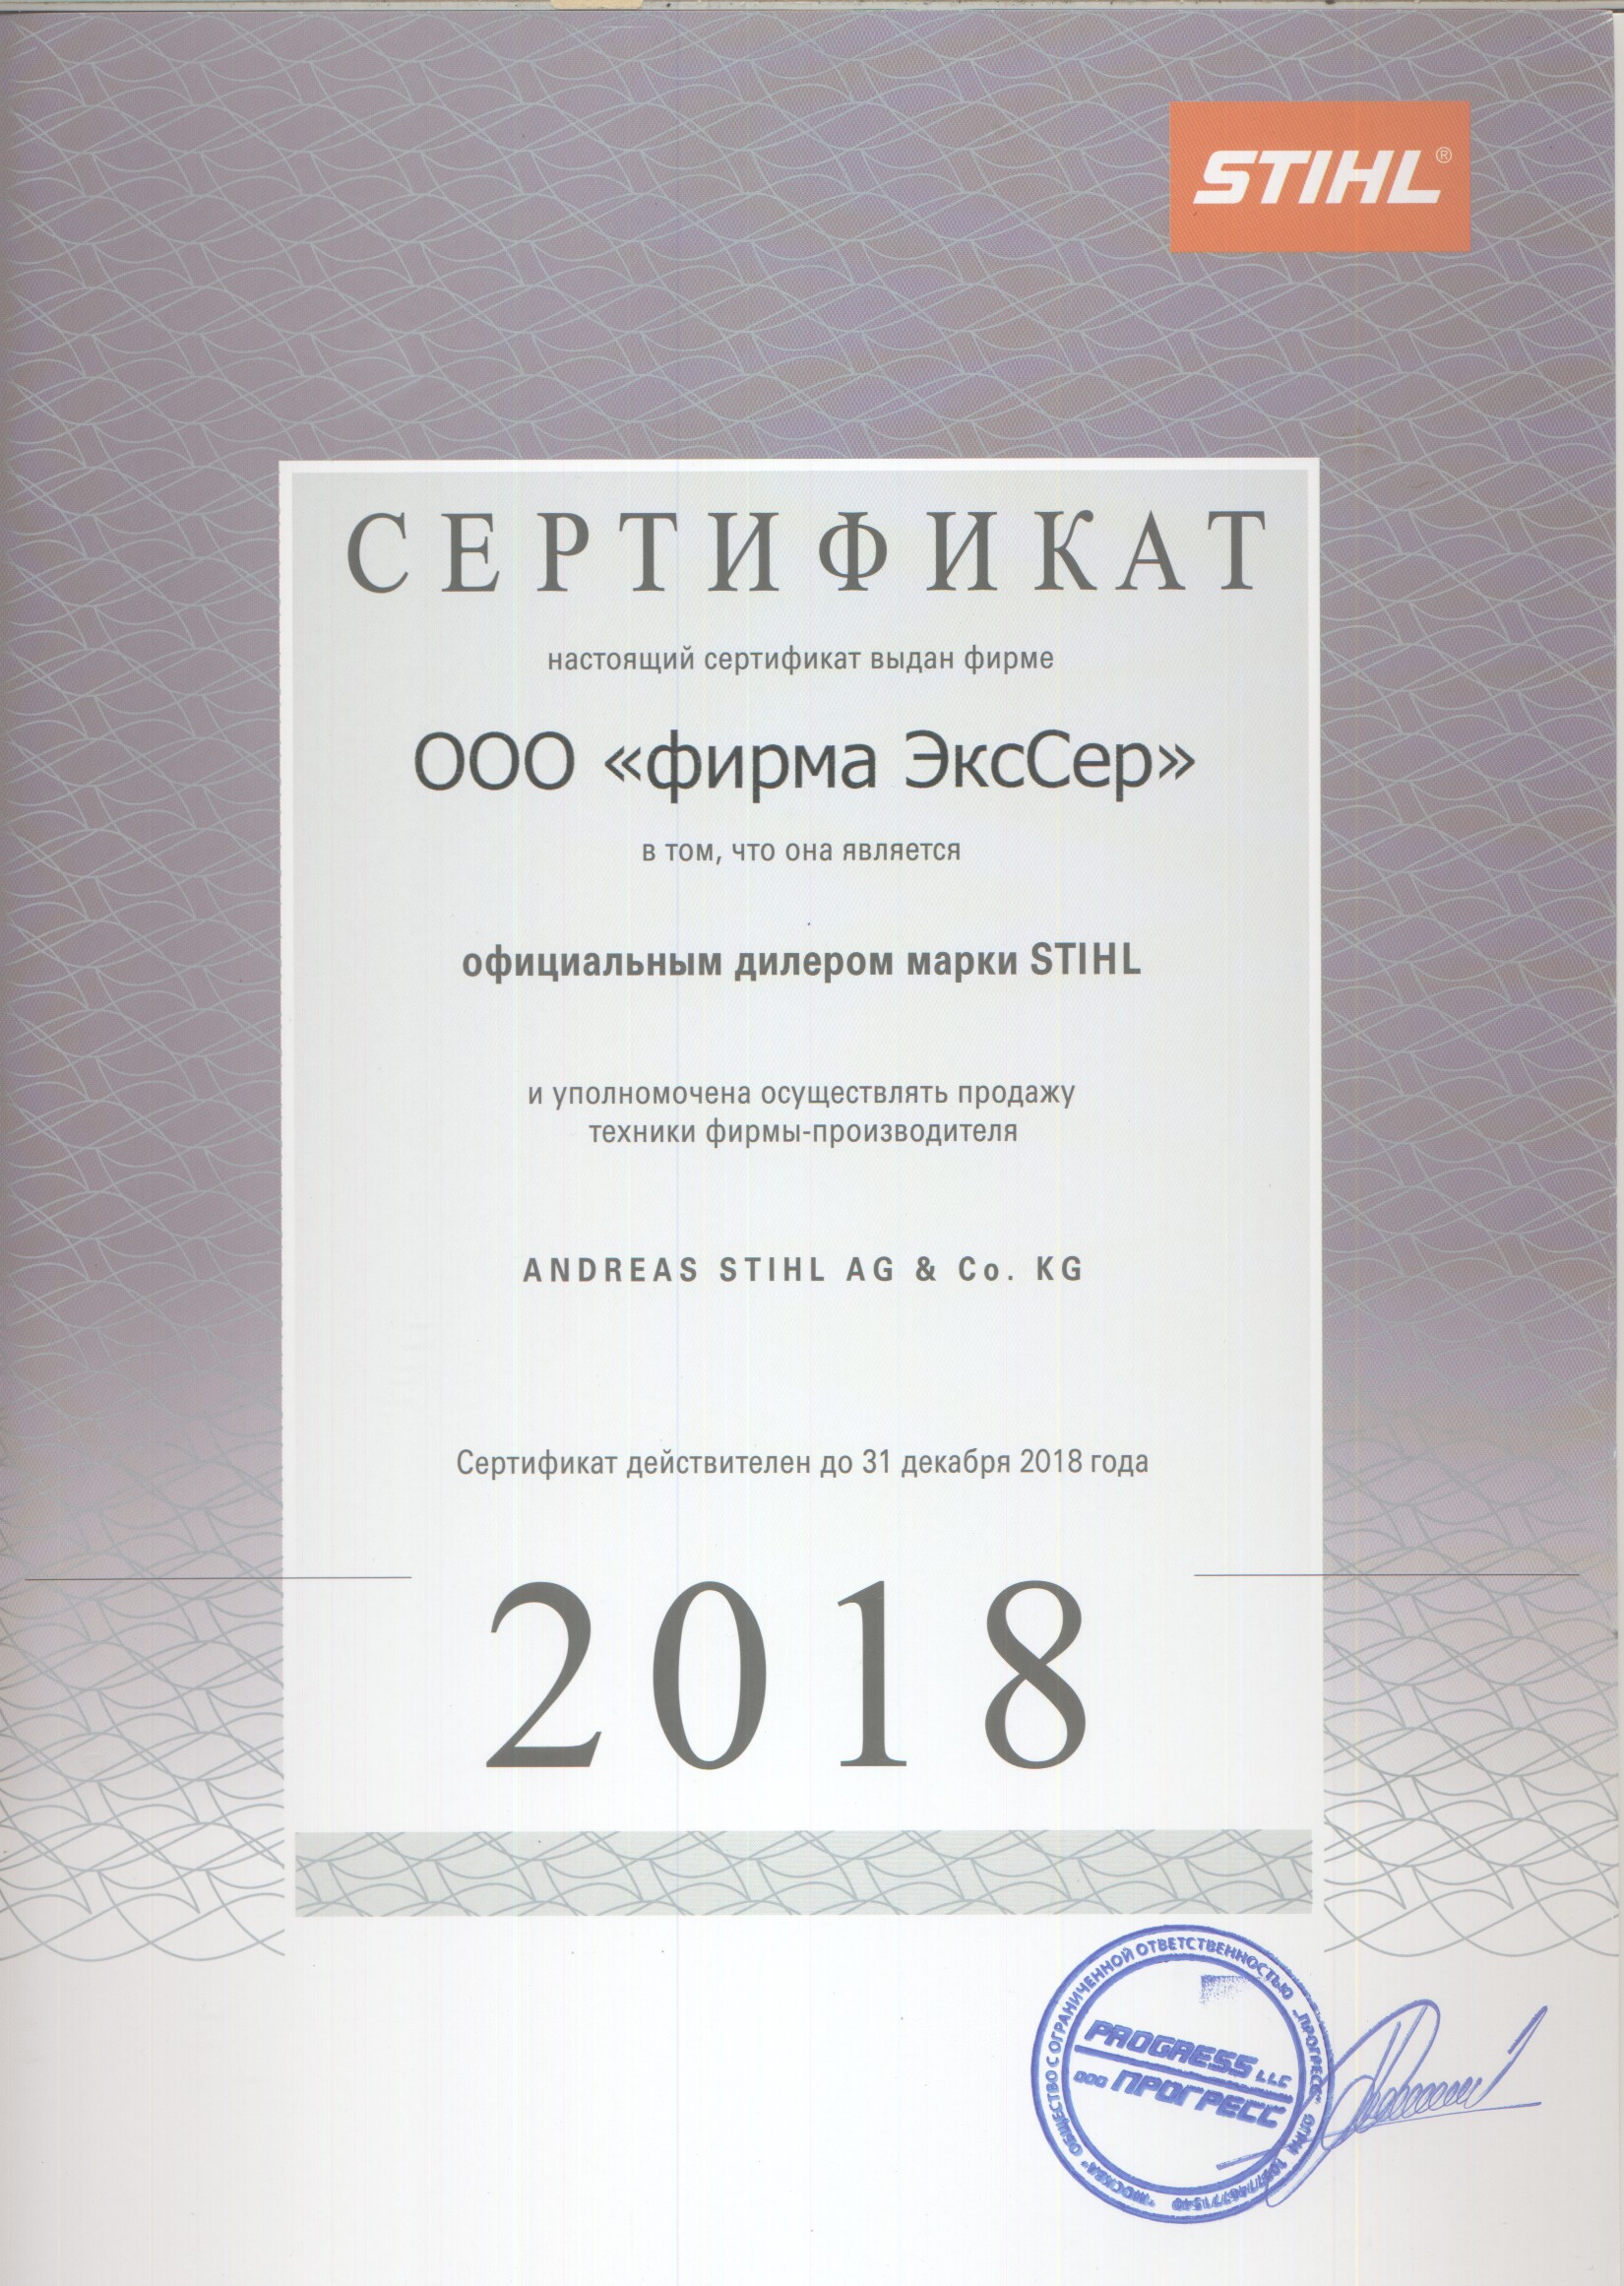 STIHL®
СЕРТИФИКАТ
настоящий сертификат выдан фирме
ООО «фирма ЭксСер»
в том, что она является
официальным дилером марки STIHL
и уполномочена осуществлять продажу
техники фирмы-производителя
ANDREAS STIHL AG & Co. KG
Сертификат действителен до 31 декабря 2018 года
2018
ОБЩЕСТВО С ОГРАНИЧЕННОЙ ОТВЕТСТВЕННОСТЬЮ „ПРОГРЕСС" ОГРН
*МОСКВА*
PROGRESS LLC
ООО ПРОГРЕСС